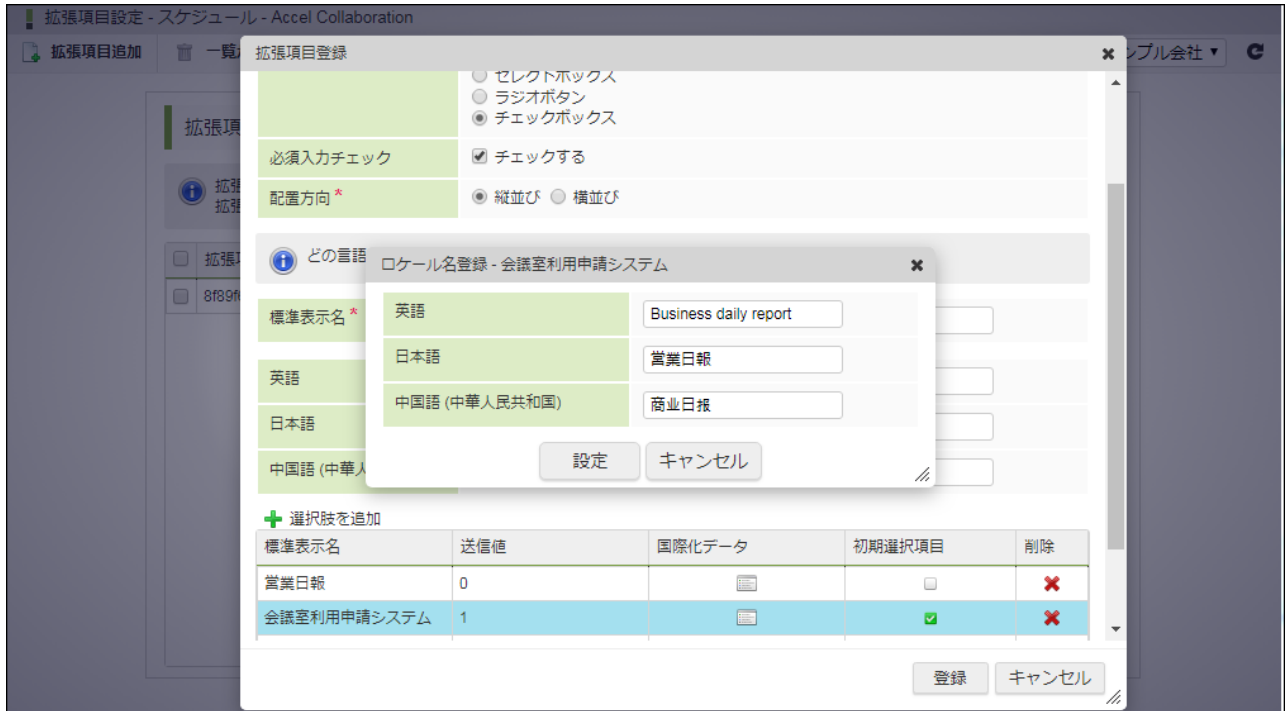 拡張項目設定 - スケジュール - Accel Collaboration
拡張項目追加
一覧
ンプル会社
拡張項目登録
セレクトボックス
ラジオボタン
チェックボックス
必須入力チェック
チェックする
配置方向 *
縦並び 横並び
拡張項
拡張
拡張
どの言語
拡張項
8f89f
標準表示名 *
英語
日本語
中国語 (中華人
ロケール名登録 - 会議室利用申請システム
英語 Business daily report
日本語 営業日報
中国語 (中華人民共和国) 商业日报
設定 キャンセル
選択肢を追加
標準表示名 送信値 国際化データ 初期選択項目 削除
営業日報 0
会議室利用申請システム 1
登録 キャンセル